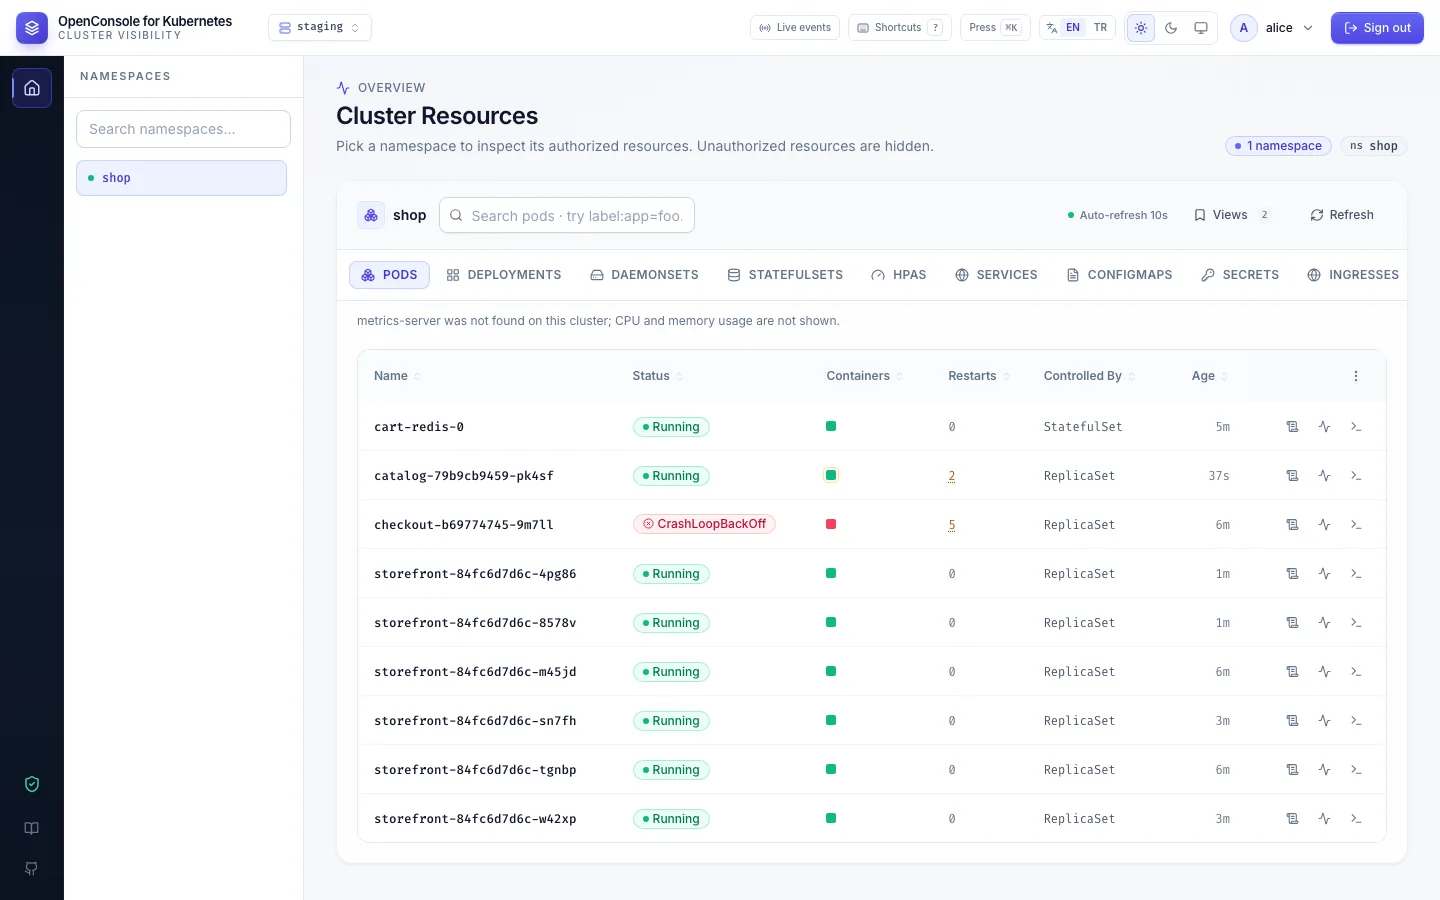 OpenConsole for Kubernetes
CLUSTER VISIBILITY
staging
Live events
Shortcuts ?
Press ⌘K
EN TR
A alice
Sign out
NAMESPACES
Search namespaces...
shop
OVERVIEW
Cluster Resources
Pick a namespace to inspect its authorized resources. Unauthorized resources are hidden.
1 namespace
ns shop
shop
Search pods · try label:app=foo.
Auto-refresh 10s
Views 2
Refresh
PODS DEPLOYMENTS DAEMONSETS STATEFULSETS HPAS SERVICES CONFIGMAPS SECRETS INGRESSES
metrics-server was not found on this cluster; CPU and memory usage are not shown.
Name Status Containers Restarts Controlled By Age
cart-redis-0 Running 0 StatefulSet 5m
catalog-79b9cb9459-pk4sf Running 2 ReplicaSet 37s
checkout-b69774745-9m7ll CrashLoopBackOff 5 ReplicaSet 6m
storefront-84fc6d7d6c-4pg86 Running 0 ReplicaSet 1m
storefront-84fc6d7d6c-8578v Running 0 ReplicaSet 1m
storefront-84fc6d7d6c-m45jd Running 0 ReplicaSet 6m
storefront-84fc6d7d6c-sn7fh Running 0 ReplicaSet 3m
storefront-84fc6d7d6c-tgnbp Running 0 ReplicaSet 6m
storefront-84fc6d7d6c-w42xp Running 0 ReplicaSet 3m